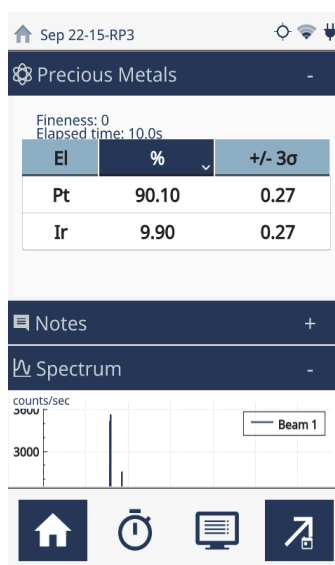 Sep 22-15-RP3
Precious Metals -
Fineness: 0
Elapsed time: 10.0s
El % +/- 3σ
Pt 90.10 0.27
Ir 9.90 0.27
Notes +
Spectrum -
counts/sec
3600
Beam 1
3000